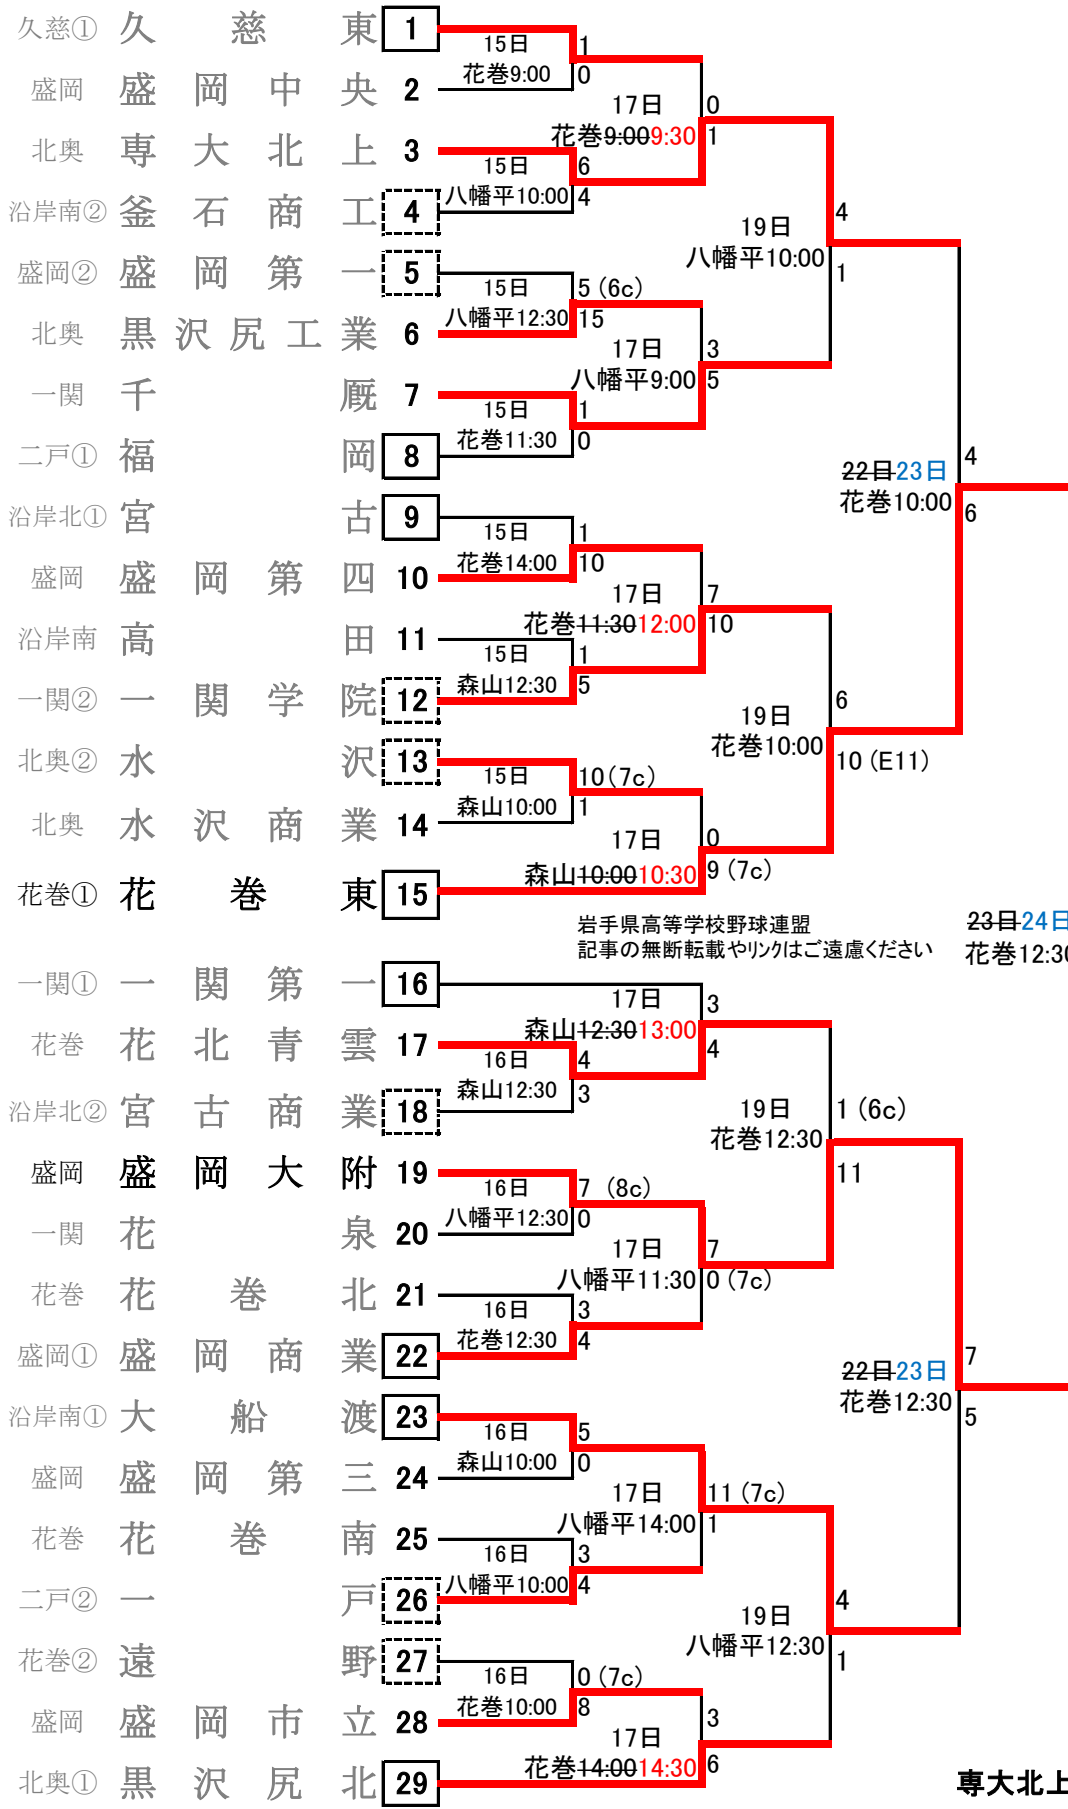 久慈① 久慈東 1
15日 1
花巻9:00 0
盛岡 盛岡中央 2
17日 0
花巻9:009:30 1
北奥 専大北上 3
15日 6
八幡平10:00 4
沿岸南② 釜石商工 4
19日 4
八幡平10:00 1
盛岡② 盛岡第一 5
15日 5 (6c)
八幡平12:30 15
北奥 黒沢尻工業 6
17日 3
八幡平9:00 5
一関 千厩 7
15日 1
花巻11:30 0
二戸① 福岡 8
22日23日 4
花巻10:00 6
沿岸北① 宮古 9
15日 1
花巻14:00 10
盛岡 盛岡第四 10
17日 7
花巻11:3012:00 10
沿岸南 高田 11
15日 1
森山12:30 5
一関② 一関学院 12
19日 6
花巻10:00 10 (E11)
北奥② 水沢 13
15日 10(7c)
森山10:00 1
北奥 水沢商業 14
17日 0
森山10:0010:30 9 (7c)
花巻① 花巻東 15
岩手県高等学校野球連盟
記事の無断転載やリンクはご遠慮ください
23日24日
花巻12:30
一関① 一関第一 16
17日 3
森山12:3013:00 4
花巻 花北青雲 17
16日 4
森山12:30 3
沿岸北② 宮古商業 18
19日 1 (6c)
花巻12:30 11
盛岡 盛岡大附 19
16日 7 (8c)
八幡平12:30 0
一関 花泉 20
17日 7
八幡平11:30 0 (7c)
花巻 花巻北 21
16日 3
花巻12:30 4
盛岡① 盛岡商業 22
22日23日 7
花巻12:30 5
沿岸南① 大船渡 23
16日 5
森山10:00 0
盛岡 盛岡第三 24
17日 11 (7c)
八幡平14:00 1
花巻 花巻南 25
16日 3
八幡平10:00 4
二戸② 一戸 26
19日 4
八幡平12:30 1
花巻② 遠野 27
16日 0 (7c)
花巻10:00 8
盛岡 盛岡市立 28
17日 3
花巻14:0014:30 6
北奥① 黒沢尻北 29
専大北上